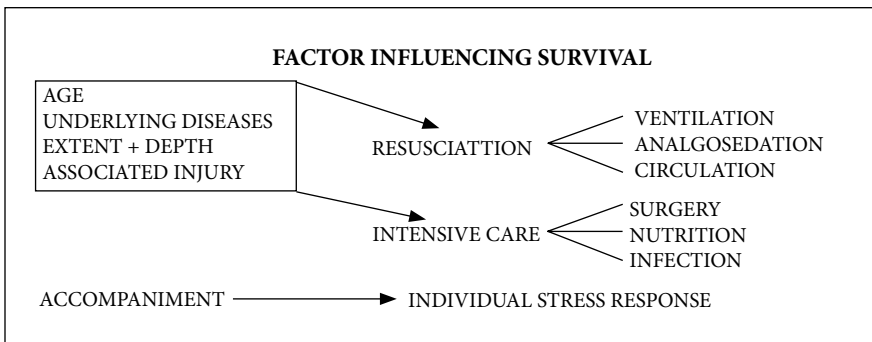 FACTOR INFLUENCING SURVIVAL
AGE
UNDERLYING DISEASES
EXTENT + DEPTH
ASSOCIATED INJURY
RESUSCIATTION
VENTILATION
ANALGOSEDATION
CIRCULATION
INTENSIVE CARE
SURGERY
NUTRITION
INFECTION
ACCOMPANIMENT
INDIVIDUAL STRESS RESPONSE